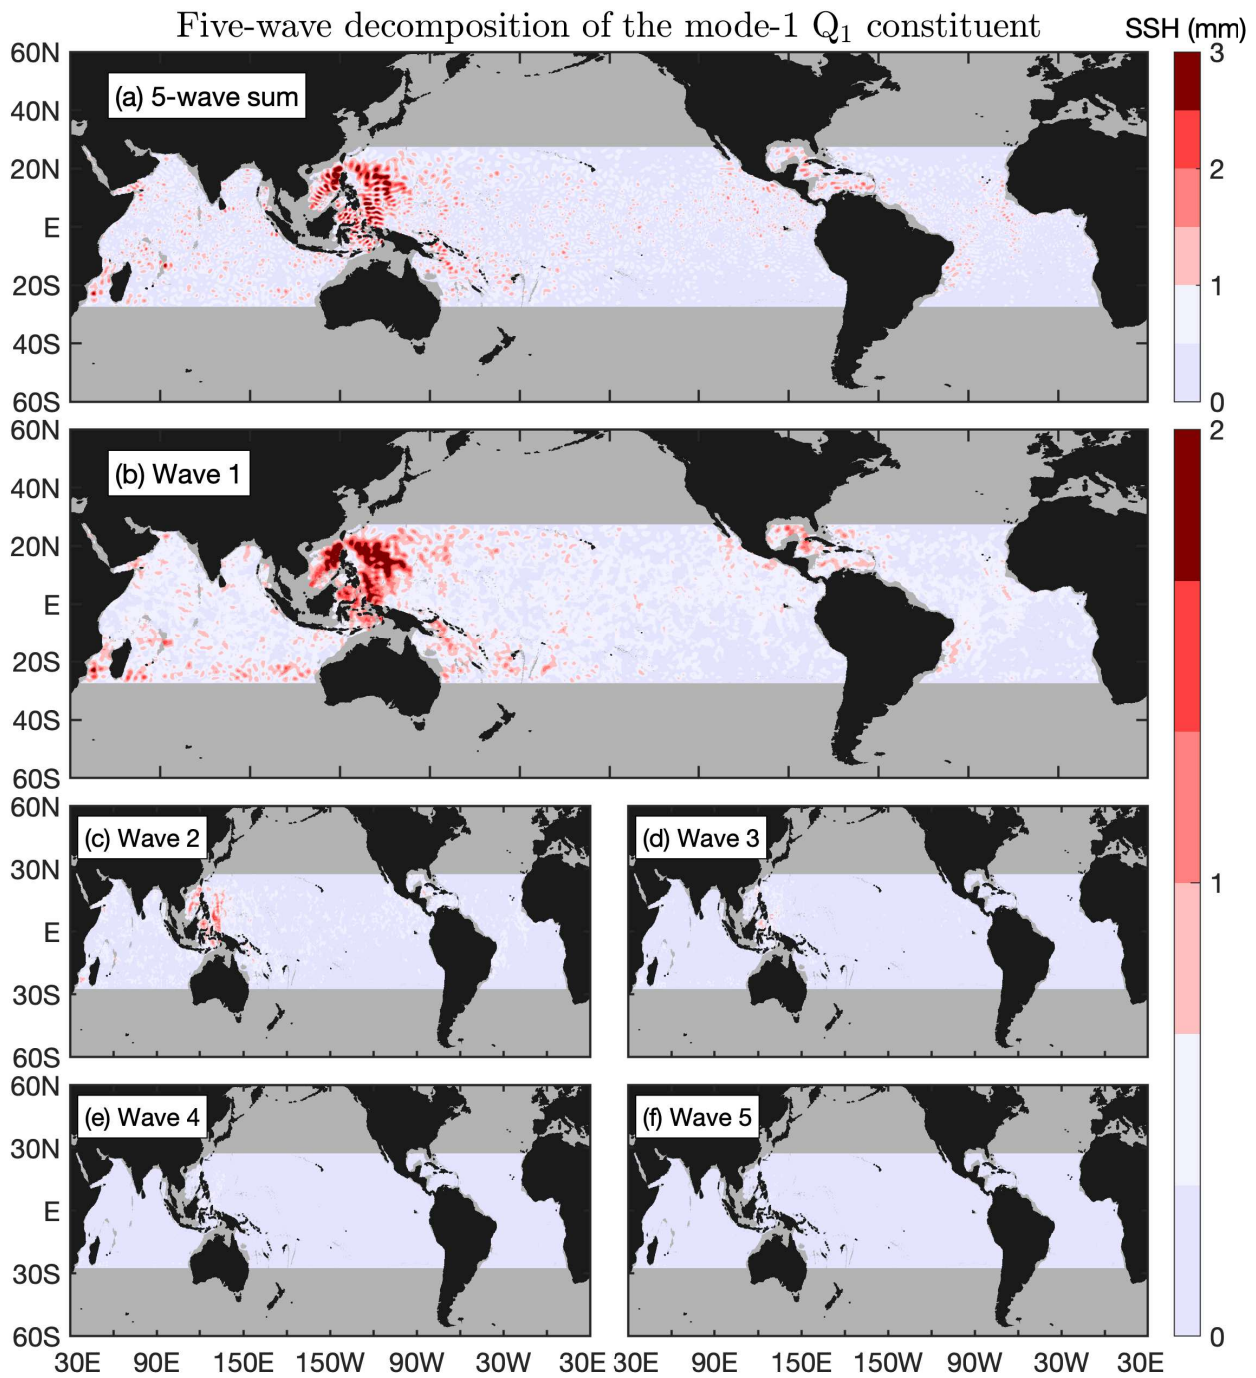 Five-wave decomposition of the mode-1 Q₁ constituent
SSH (mm)
60N
40N
20N
E
20S
40S
60S
(a) 5-wave sum
3
2
1
0
60N
40N
20N
E
20S
40S
60S
(b) Wave 1
2
1
0
60N
30N
E
30S
60S
(c) Wave 2
(d) Wave 3
60N
30N
E
30S
60S
(e) Wave 4
(f) Wave 5
30E 90E 150E 150W 90W 30W 30E
30E 90E 150E 150W 90W 30W 30E